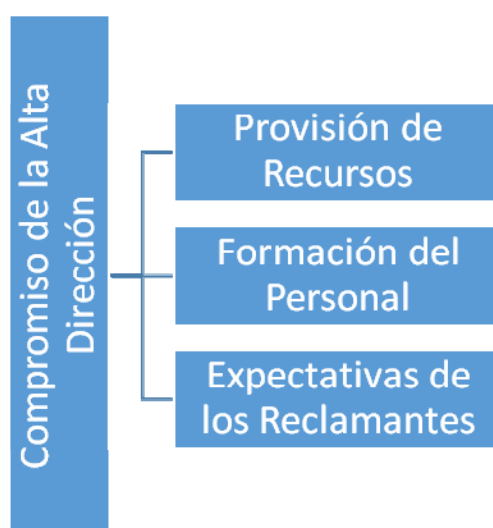 Compromiso de la Alta
Dirección
Provisión de
Recursos
Formación del
Personal
Expectativas de
los Reclamantes